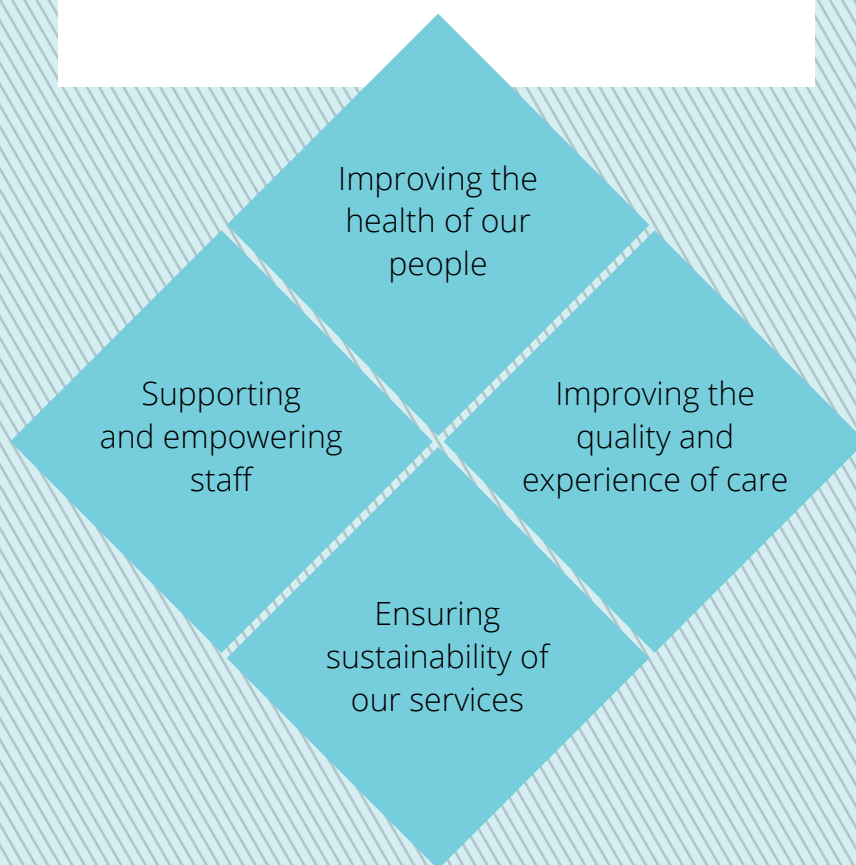 Improving the
health of our
people
Supporting
and empowering
staff
Improving the
quality and
experience of care
Ensuring
sustainability of
our services